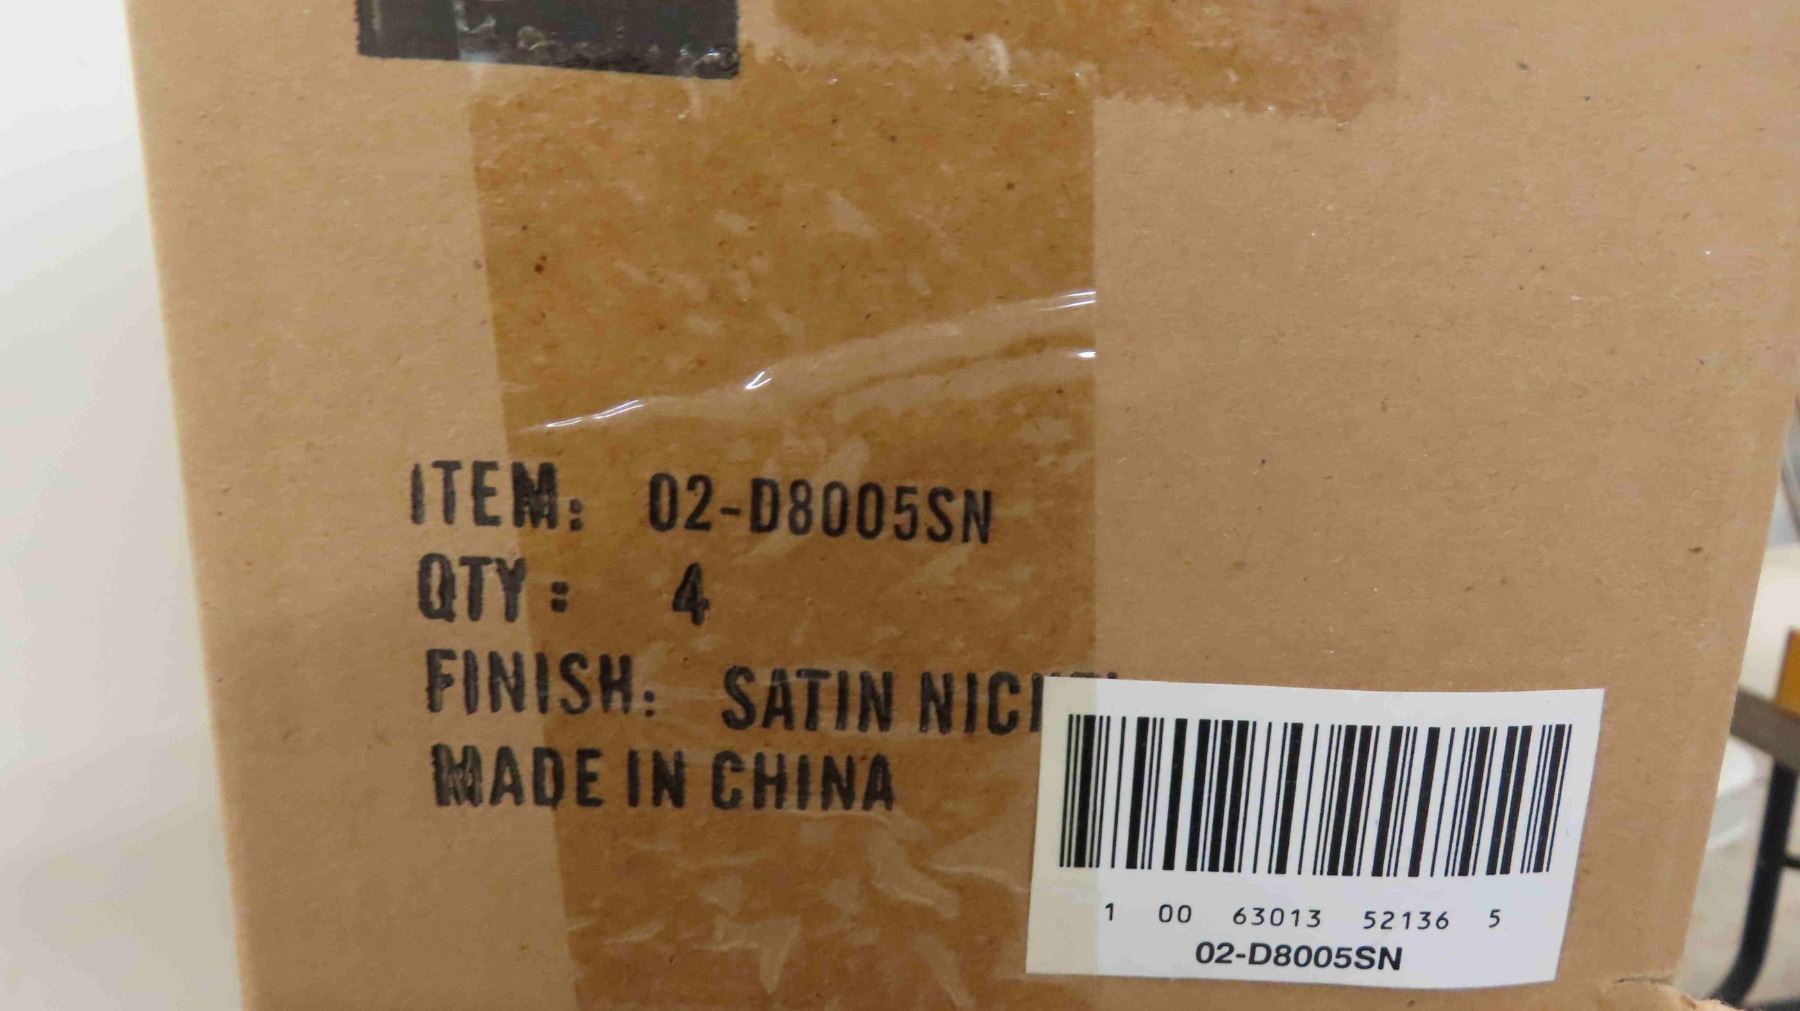 ITEM: 02-D8005SN
QTY: 4
FINISH: SATIN
MADE IN CHINA
1 00 63013 52136 5
02-D8005SN